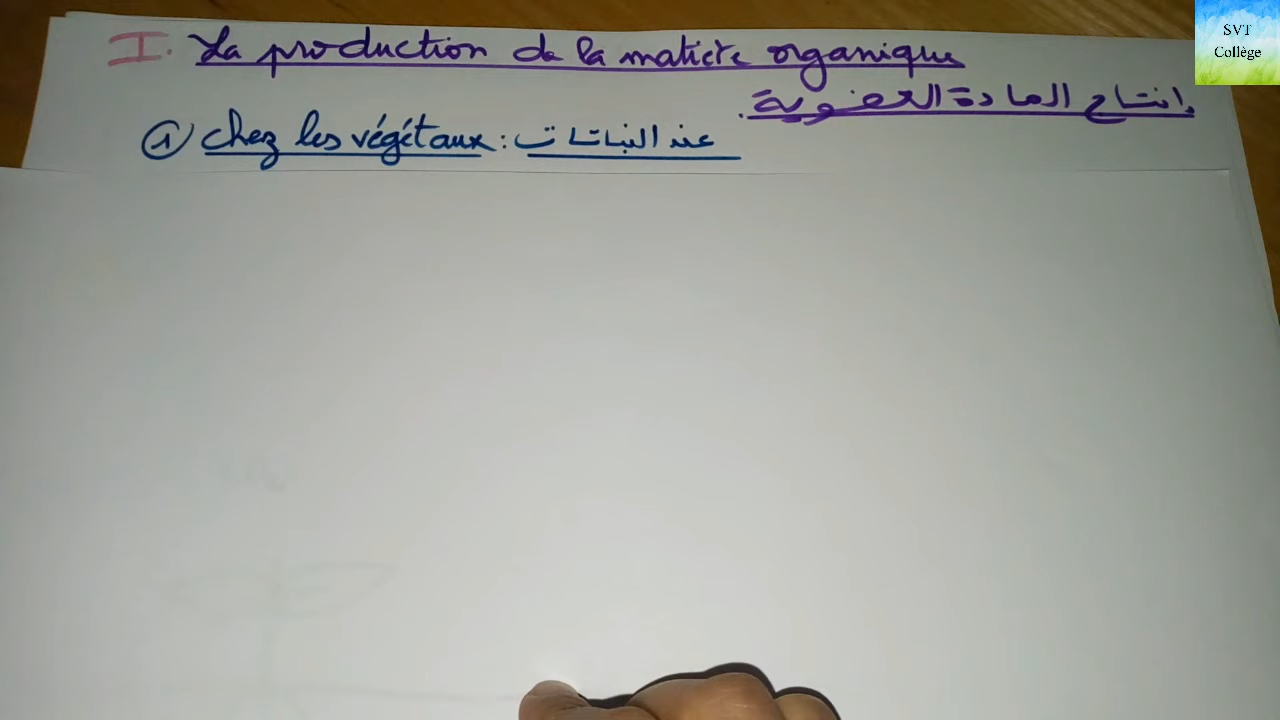 I. La production de la matière organique
إنتاج المادة العضوية.
① chez les végétaux : عند النباتات
SVT
Collège